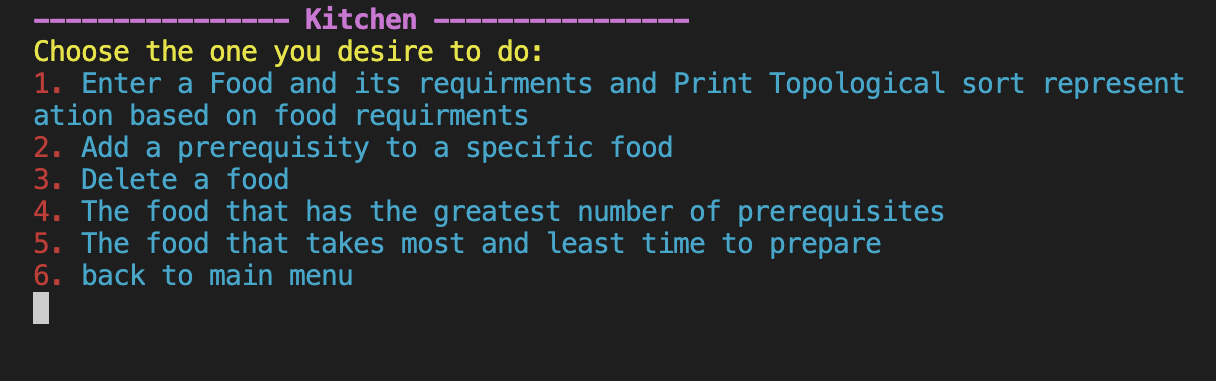 ---------------- Kitchen ----------------
Choose the one you desire to do:
1. Enter a Food and its requirments and Print Topological sort represent
ation based on food requirments
2. Add a prerequisity to a specific food
3. Delete a food
4. The food that has the greatest number of prerequisites
5. The food that takes most and least time to prepare
6. back to main menu